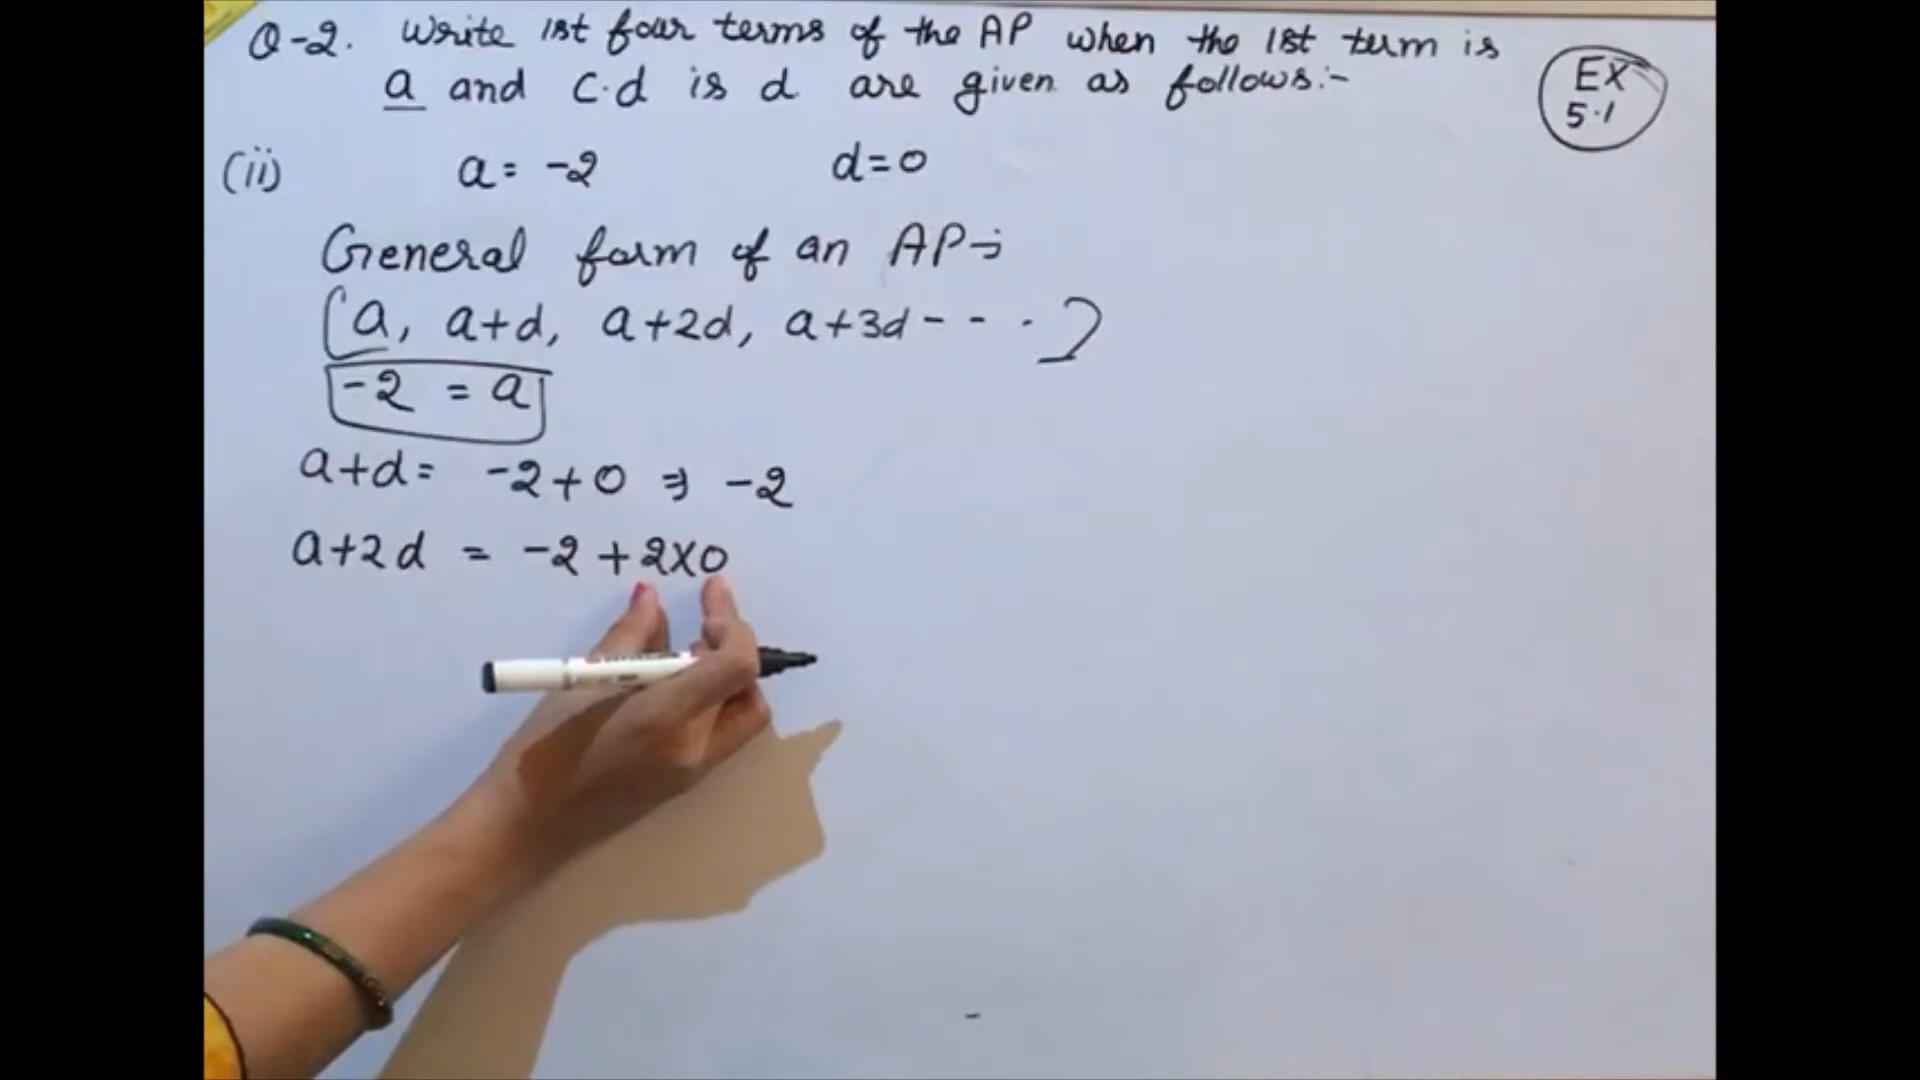 Q-2. Write 1st four terms of the AP when the 1st term is
a and C.d is d are given as follows:-
EX
5.1
(ii) a = -2 d = 0
General form of an AP:-
a, a+d, a+2d, a+3d - - - .
-2 = a
a+d = -2+0 ⇒ -2
a+2d = -2+2x0